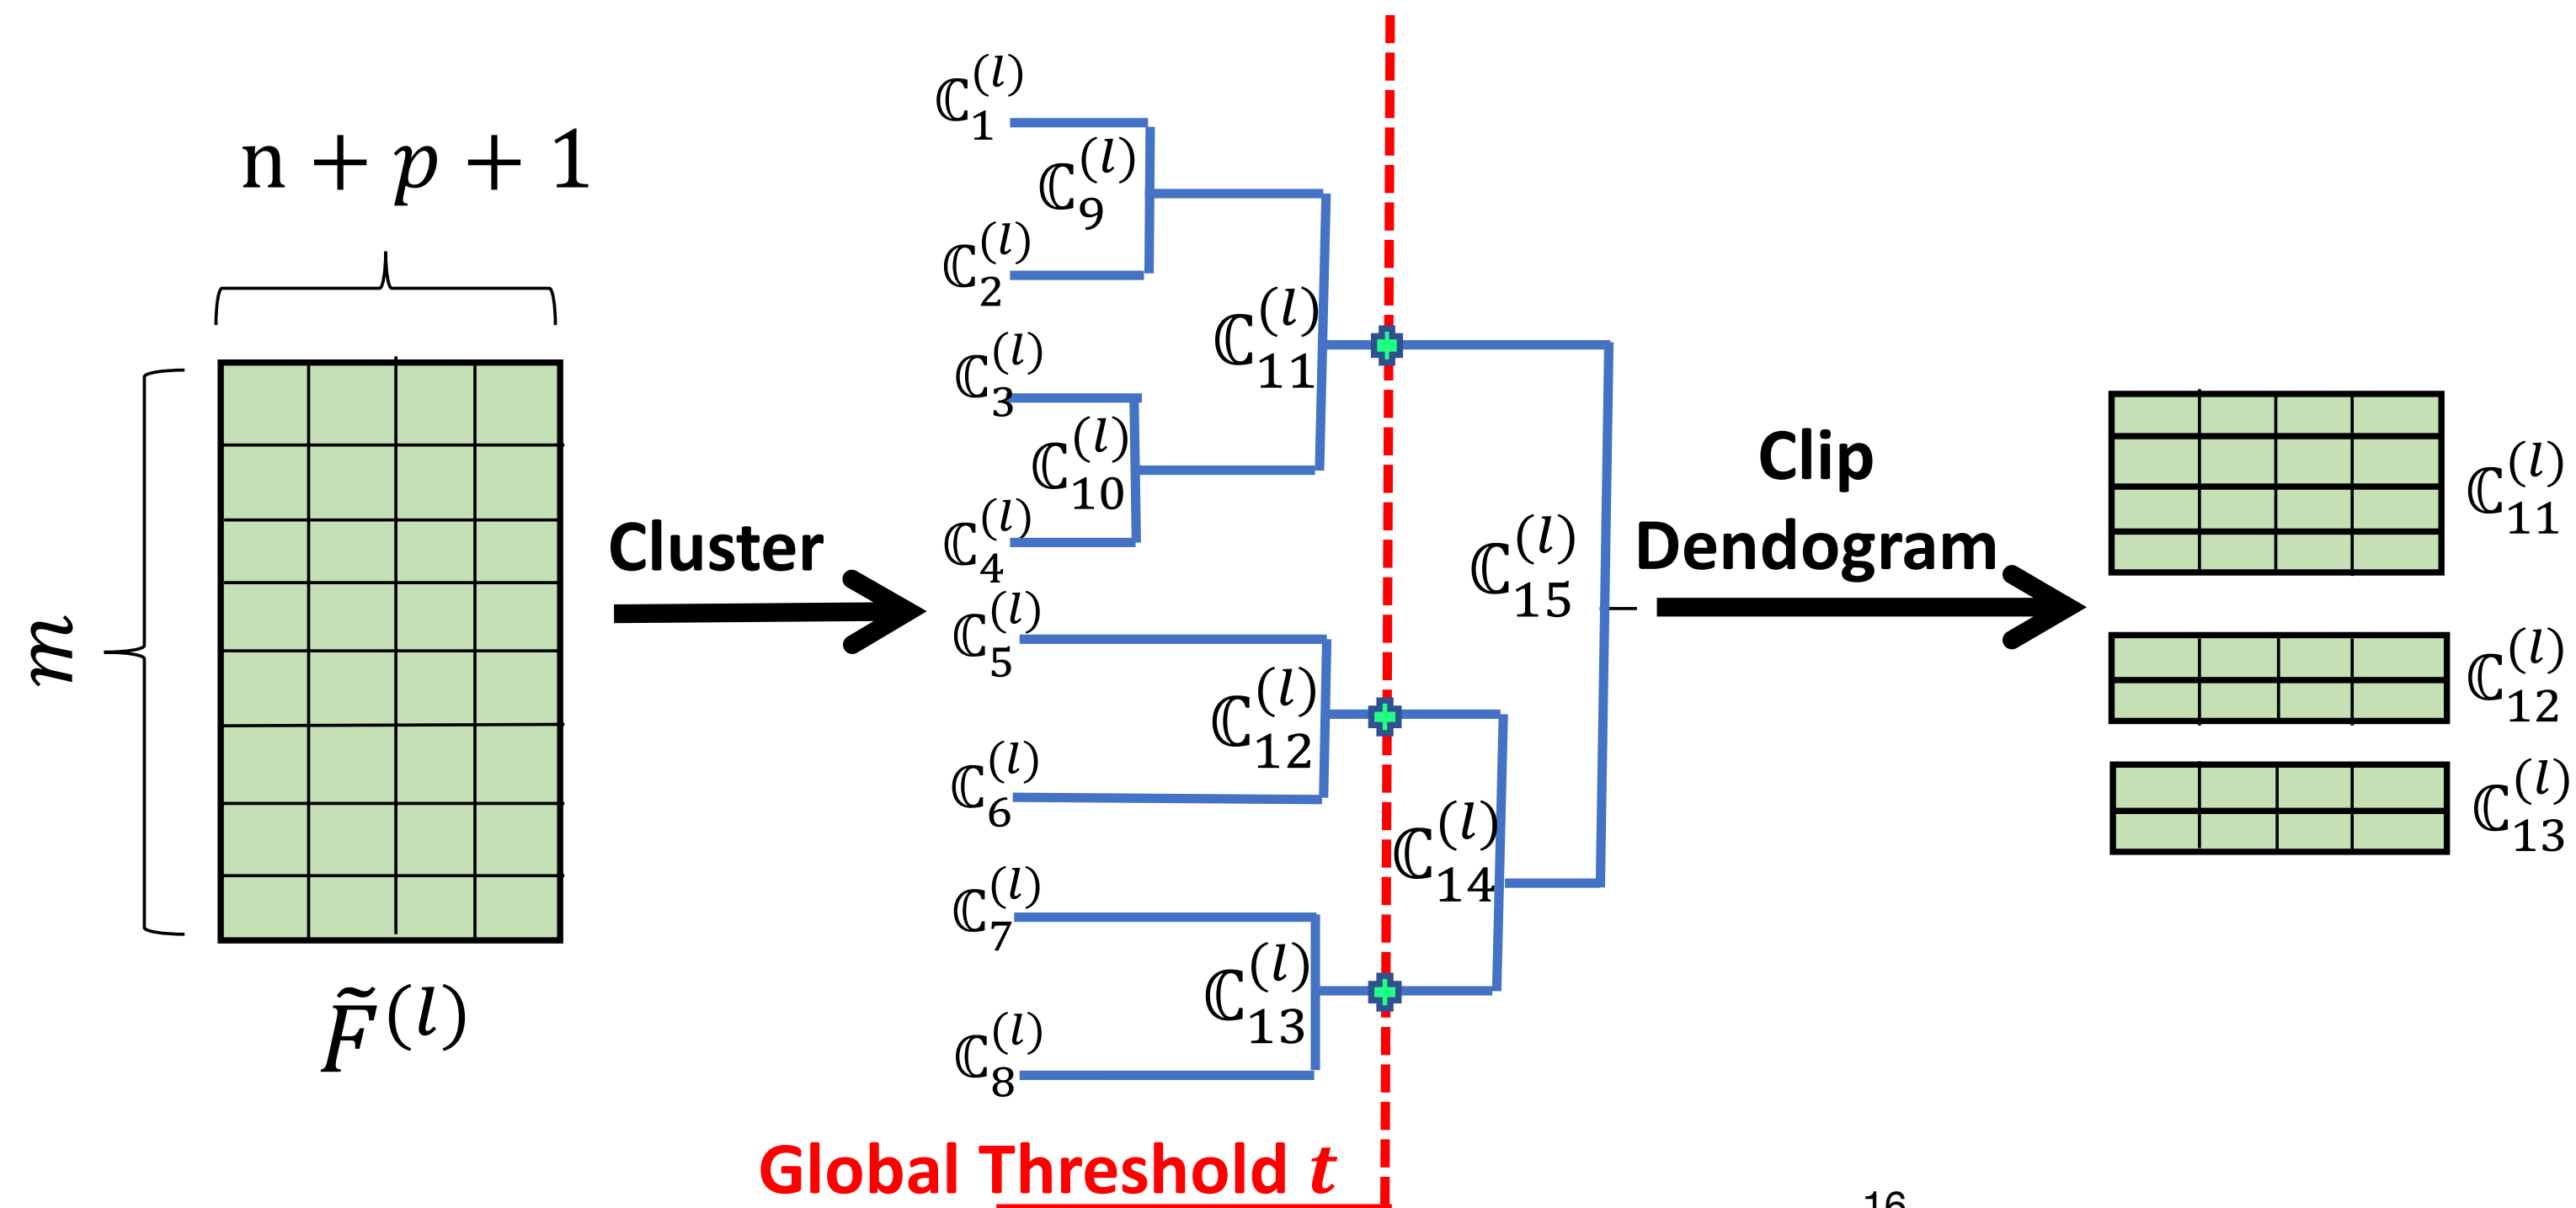 n + p + 1
m
F̃^(l)
Cluster
ℂ_1^(l)
ℂ_9^(l)
ℂ_2^(l)
ℂ_11^(l)
ℂ_3^(l)
ℂ_10^(l)
ℂ_4^(l)
ℂ_15^(l)
ℂ_5^(l)
ℂ_12^(l)
ℂ_6^(l)
ℂ_14^(l)
ℂ_7^(l)
ℂ_13^(l)
ℂ_8^(l)
Global Threshold t
Clip
Dendogram
ℂ_11^(l)
ℂ_12^(l)
ℂ_13^(l)
16